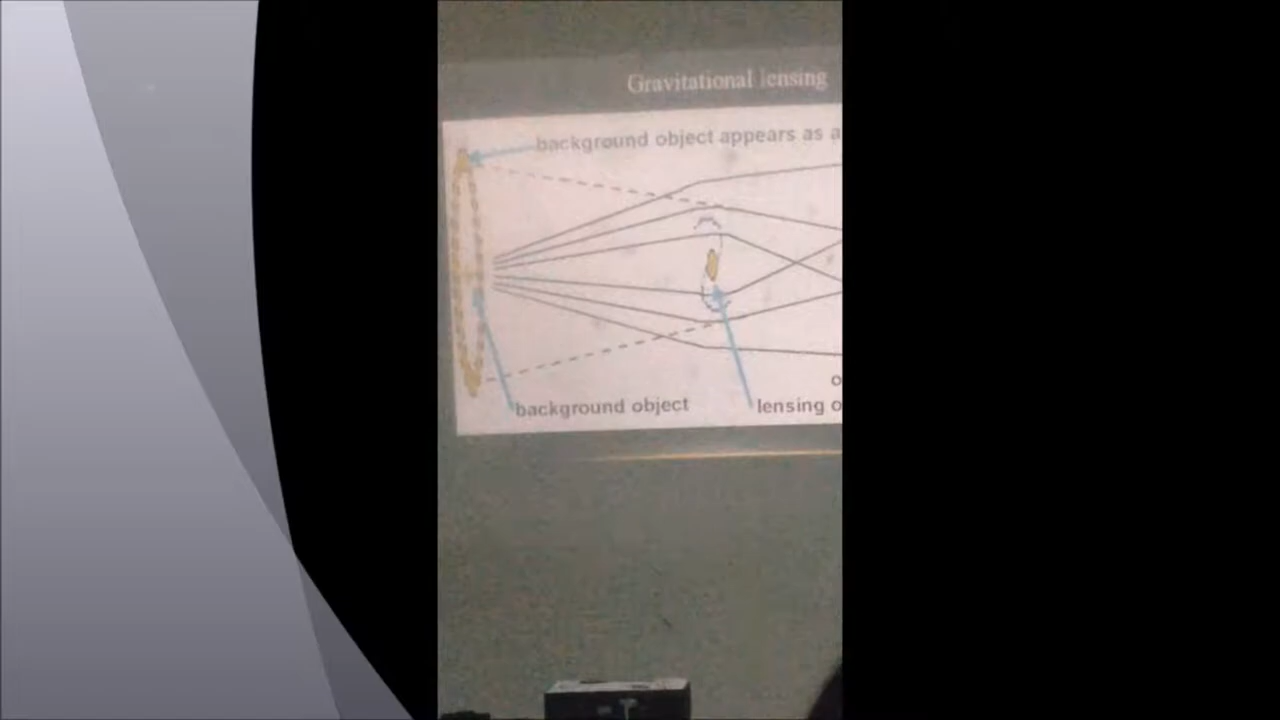 Gravitational lensing
background object appears as a
background object
o
lensing o